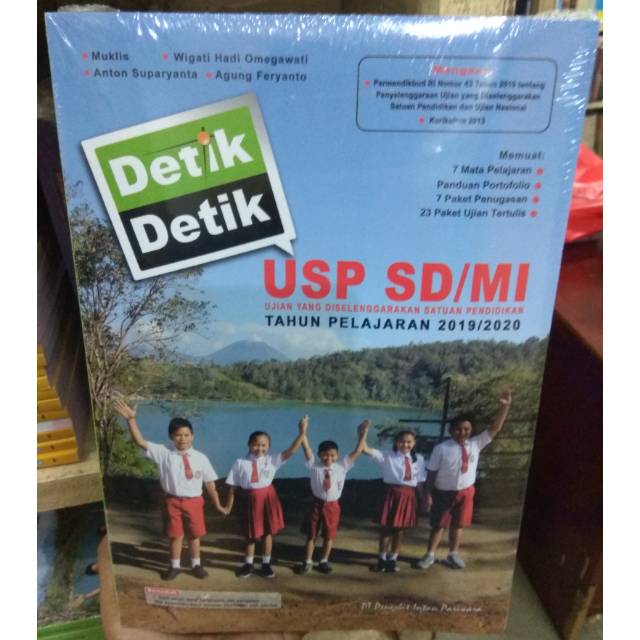 • Muklis • Wigati Hadi Omegawati
• Anton Suparyanta • Agung Feryanto
• Permendikbud RI Nomor 43 Tahun 2019 tentang
Penyelenggaraan Ujian yang Diselenggarakan
Satuan Pendidikan dan Ujian Nasional
• Kurikulum 2013
Detik
Detik
Memuat:
7 Mata Pelajaran •
Panduan Portofolio •
7 Paket Penugasan •
23 Paket Ujian Tertulis •
USP SD/MI
UJIAN YANG DISELENGGARAKAN SATUAN PENDIDIKAN
TAHUN PELAJARAN 2019/2020
PT Penerbit Intan Pariwara